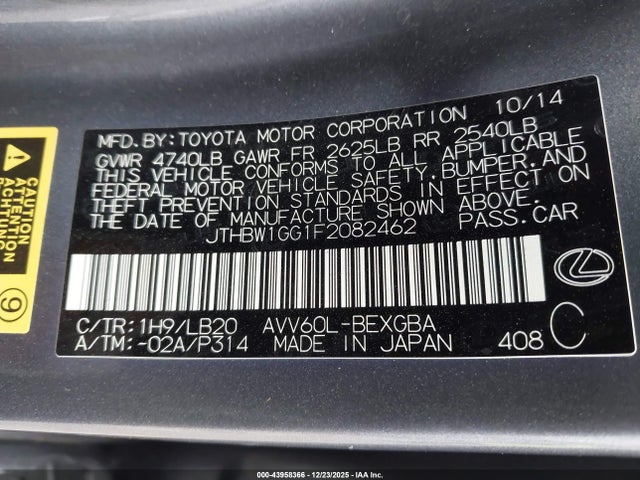 10/14
MFD.BY:TOYOTA MOTOR CORPORATION
GVWR 4740LB GAWR FR 2625LB RR 2540LB
THIS VEHICLE CONFORMS TO ALL APPLICABLE
FEDERAL MOTOR VEHICLE SAFETY,BUMPER,AND
THEFT PREVENTION STANDARDS IN EFFECT ON
THE DATE OF MANUFACTURE SHOWN ABOVE.
JTHBW1GG1F2082462 PASS.CAR
C/TR:1H9/LB20 AVV60L-BEXGBA
A/TM:-02A/P314 MADE IN JAPAN 408 C
CAUTION
ATTENTION
ACHTUNG
9
000-43958366 - 12/23/2025 - IAA Inc.